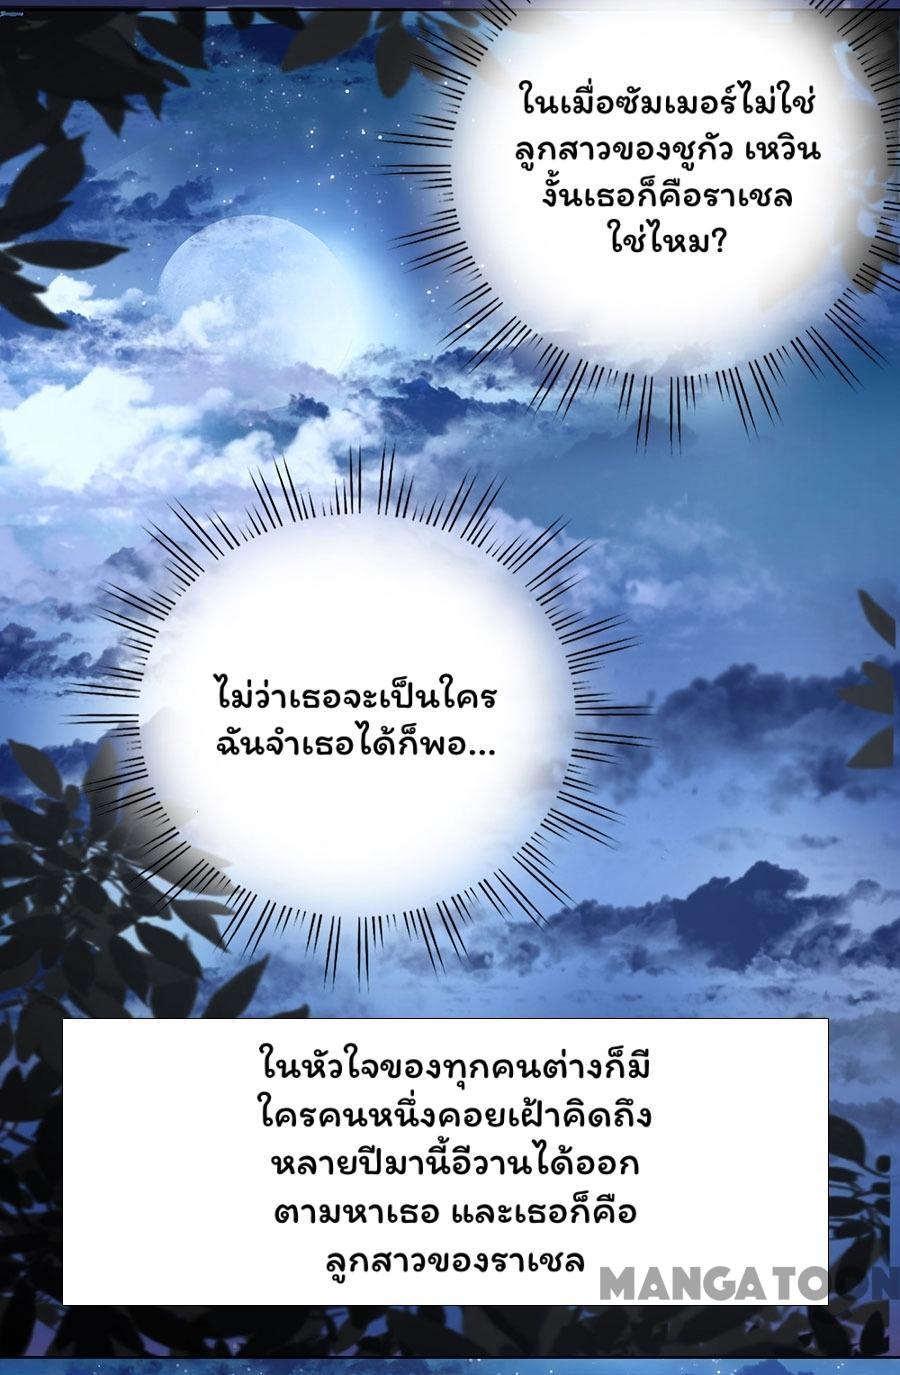 ในเมื่อซัมเมอร์ไม่ใช่
ลูกสาวของชูกัว เหวิน
งั้นเธอก็คือราเชล
ใช่ไหม?
ไม่ว่าเธอจะเป็นใคร
ฉันจำเธอได้ก็พอ...
ในหัวใจของทุกคนต่างก็มี
ใครคนหนึ่งคอยเฝ้าคิดถึง
หลายปีมานี้อีวานได้ออก
ตามหาเธอ และเธอก็คือ
ลูกสาวของราเชล
MANGATOON